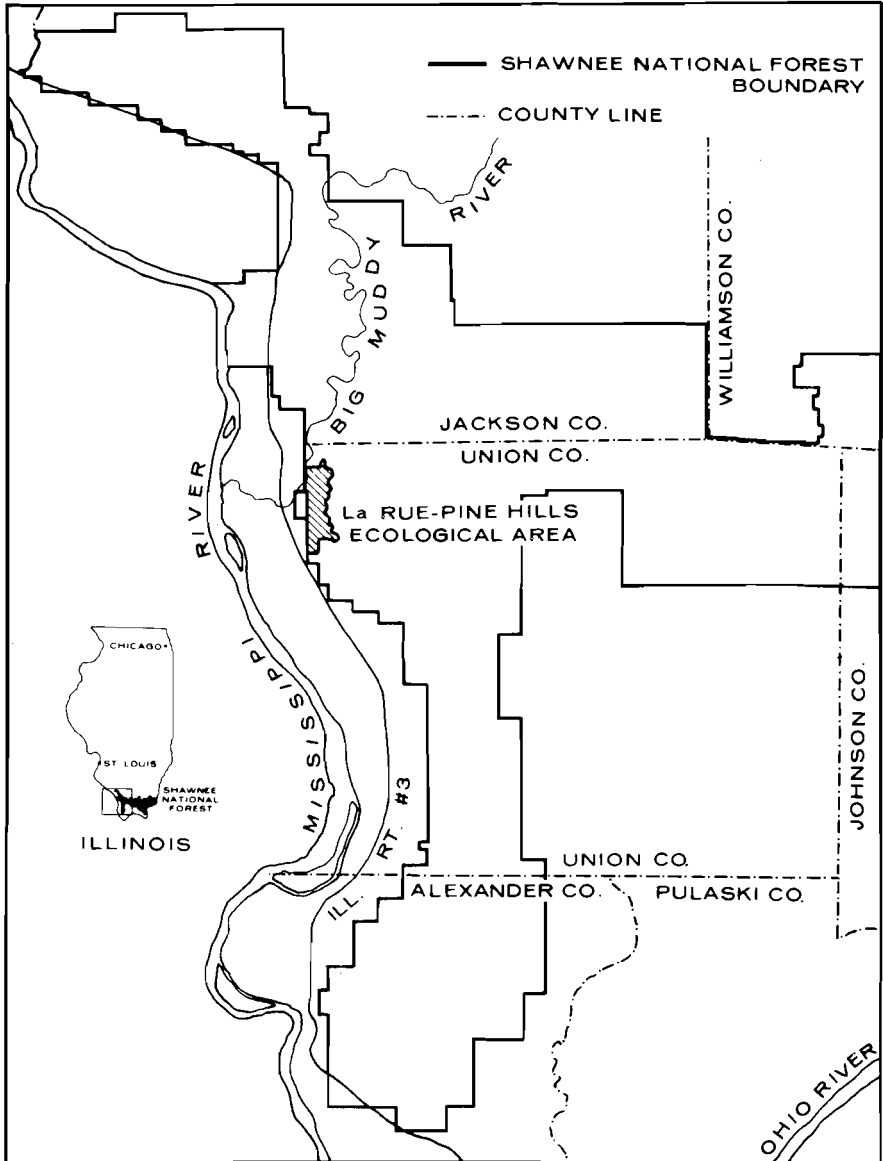 SHAWNEE NATIONAL FOREST
BOUNDARY
COUNTY LINE
RIVER
BIG MUDDY
WILLIAMSON CO.
JACKSON CO.
UNION CO.
La RUE-PINE HILLS
ECOLOGICAL AREA
RIVER
MISSISSIPPI
CHICAGO
ST LOUIS
SHAWNEE
NATIONAL
FOREST
ILLINOIS
ILL. RT. #3
JOHNSON CO.
UNION CO.
ALEXANDER CO.
PULASKI CO.
OHIO RIVER